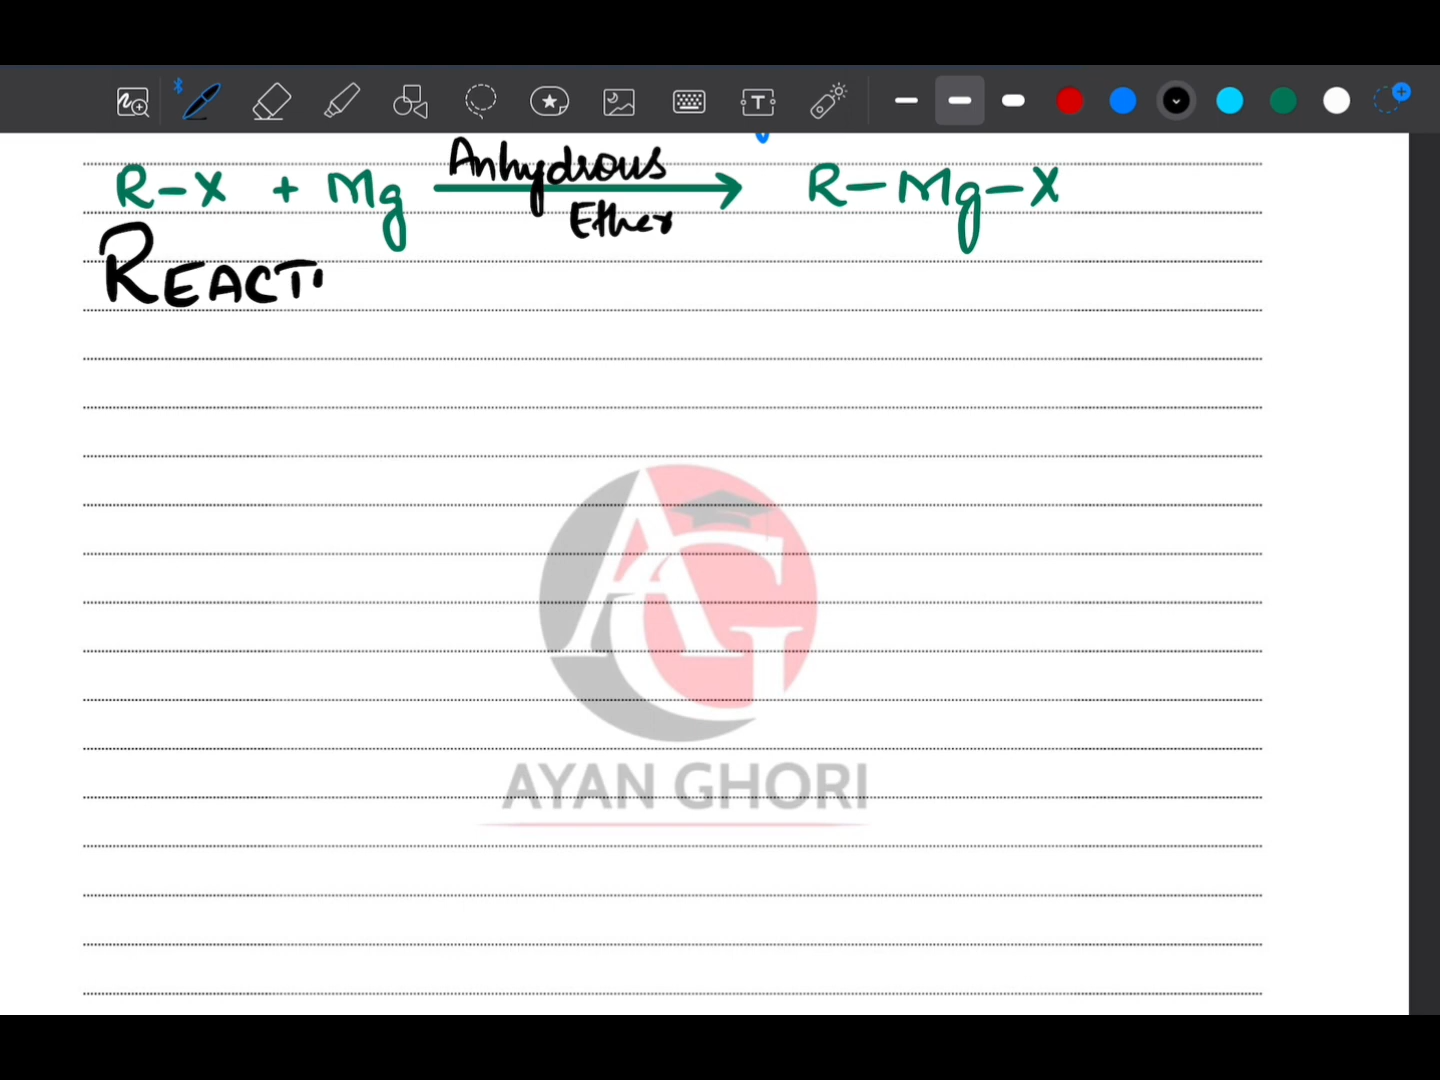 Anhydrous
R-X + Mg ⟶ R-Mg-X
Ether
REACTI
AYAN GHORI